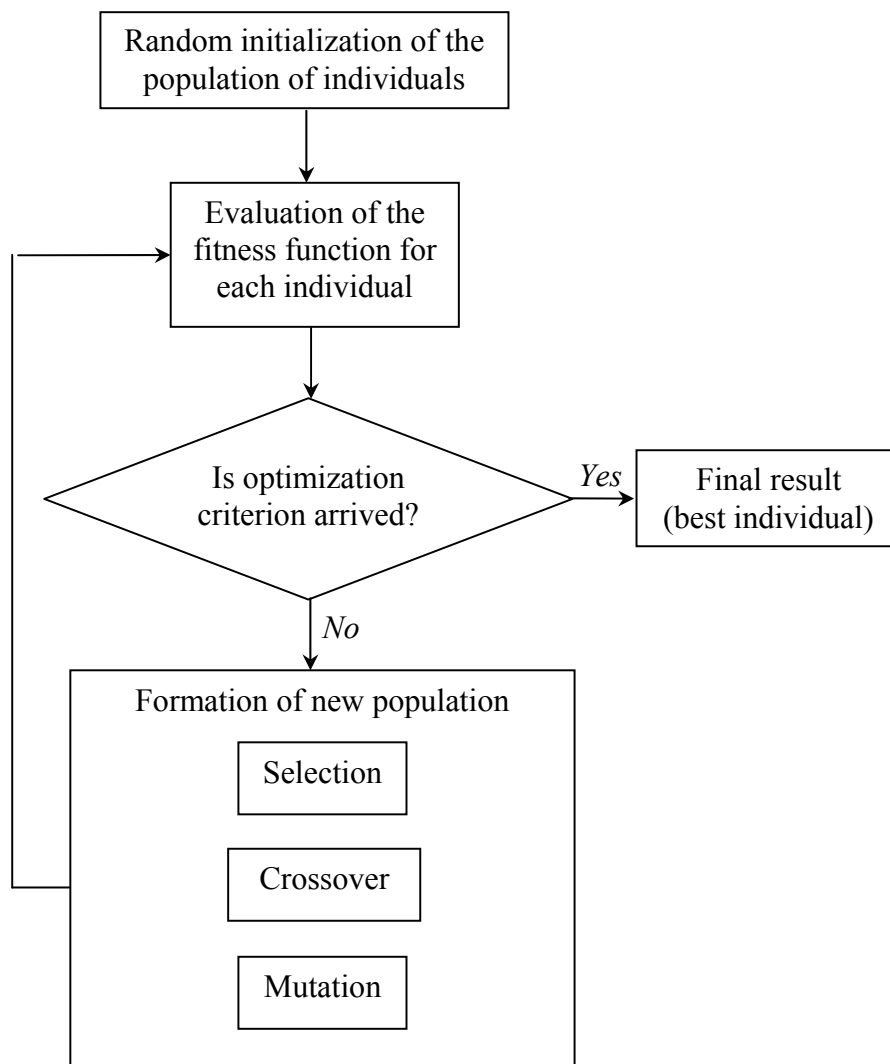 Random initialization of the
population of individuals
Evaluation of the
fitness function for
each individual
Is optimization
criterion arrived?
Yes
Final result
(best individual)
No
Formation of new population
Selection
Crossover
Mutation